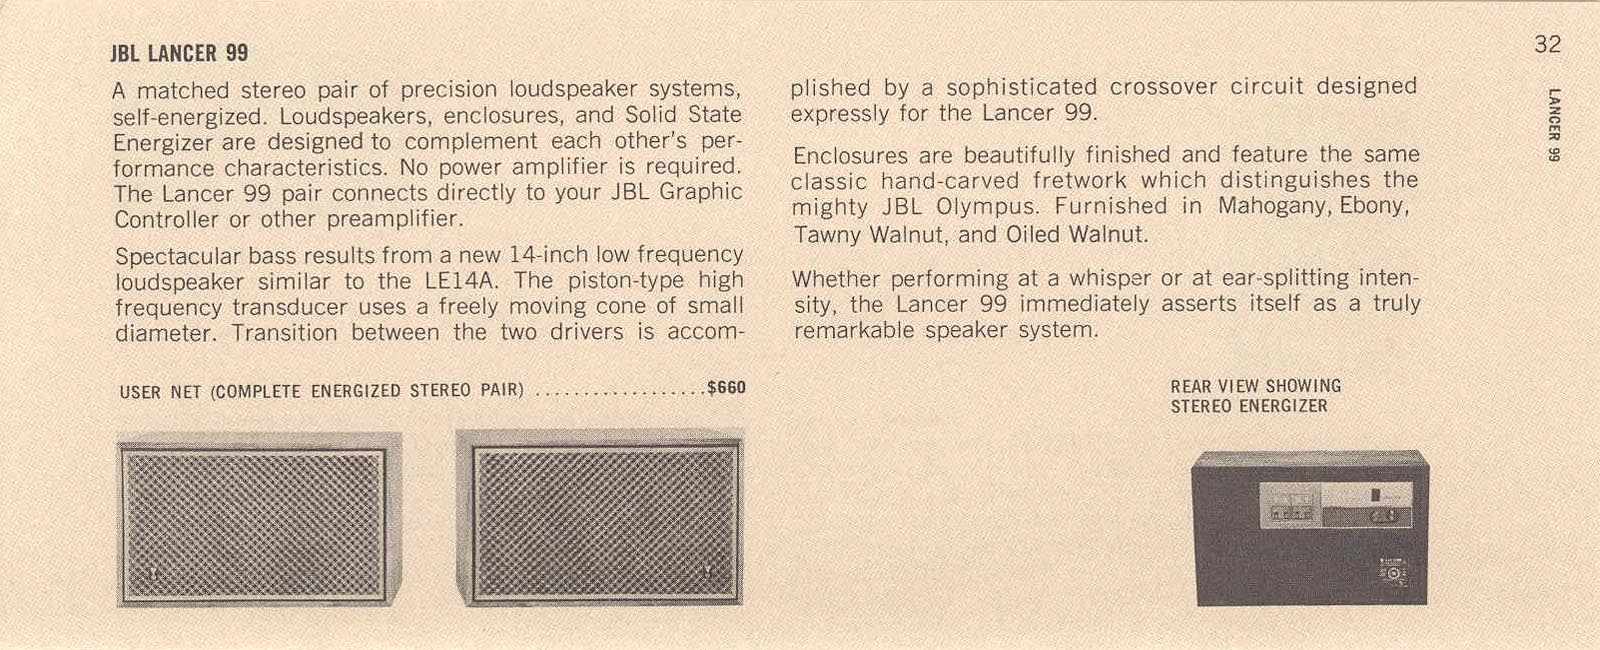 JBL LANCER 99
A matched stereo pair of precision loudspeaker systems,
self-energized. Loudspeakers, enclosures, and Solid State
Energizer are designed to complement each other's per-
formance characteristics. No power amplifier is required.
The Lancer 99 pair connects directly to your JBL Graphic
Controller or other preamplifier.
Spectacular bass results from a new 14-inch low frequency
loudspeaker similar to the LE14A. The piston-type high
frequency transducer uses a freely moving cone of small
diameter. Transition between the two drivers is accom-
plished by a sophisticated crossover circuit designed
expressly for the Lancer 99.
Enclosures are beautifully finished and feature the same
classic hand-carved fretwork which distinguishes the
mighty JBL Olympus. Furnished in Mahogany, Ebony,
Tawny Walnut, and Oiled Walnut.
Whether performing at a whisper or at ear-splitting inten-
sity, the Lancer 99 immediately asserts itself as a truly
remarkable speaker system.
USER NET (COMPLETE ENERGIZED STEREO PAIR) ..................$660
REAR VIEW SHOWING
STEREO ENERGIZER
32
LANCER 99